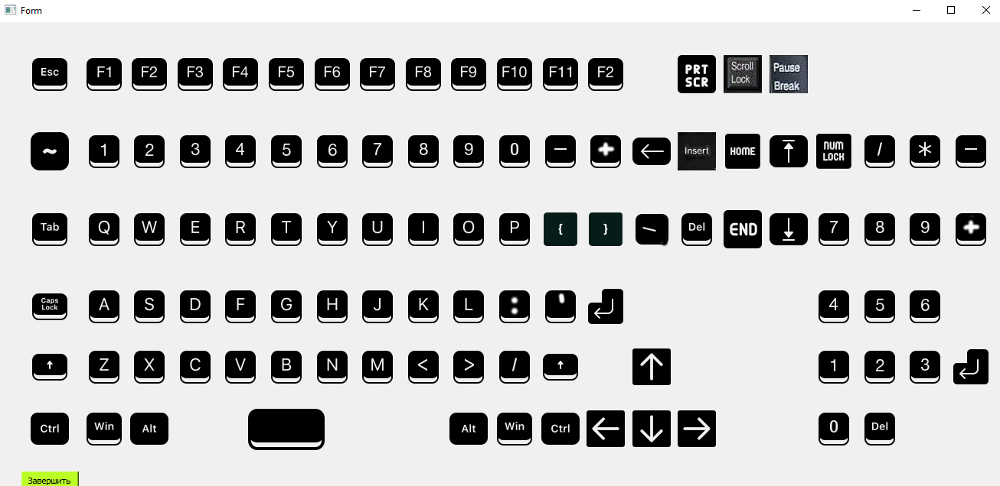 Form
Esc F1 F2 F3 F4 F5 F6 F7 F8 F9 F10 F11 F2 PRT SCR Scroll Lock Pause Break
~ 1 2 3 4 5 6 7 8 9 0 - + ← Insert HOME ⤒ NUM LOCK / * -
Tab Q W E R T Y U I O P { } \ Del END ⤓ 7 8 9 +
Caps Lock A S D F G H J K L : ' ↵ 4 5 6
↑ Z X C V B N M < > / ↑ ↑ 1 2 3 ↵
Ctrl Win Alt Alt Win Ctrl ← ↓ → 0 Del
Завершить